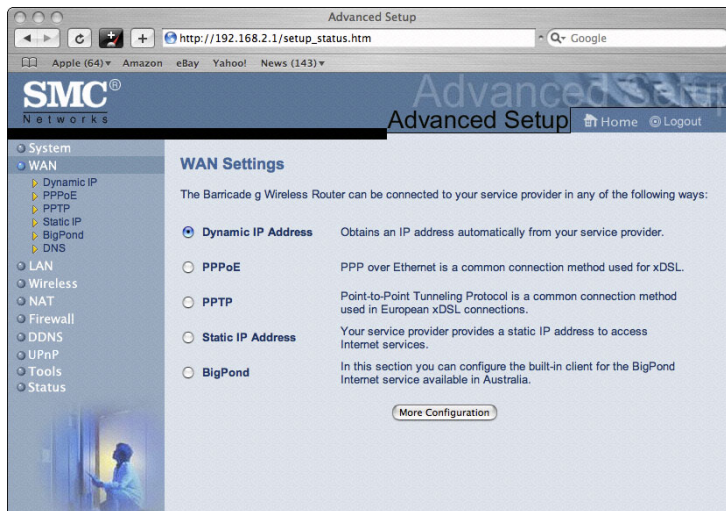 Advanced Setup
http://192.168.2.1/setup_status.htm
Google
Apple (64) Amazon eBay Yahoo! News (143)
SMC®
Networks
Advanced Setup
Advanced Setup
Home Logout
System
WAN
Dynamic IP
PPPoE
PPTP
Static IP
BigPond
DNS
LAN
Wireless
NAT
Firewall
DDNS
UPnP
Tools
Status
WAN Settings
The Barricade g Wireless Router can be connected to your service provider in any of the following ways:
Dynamic IP Address Obtains an IP address automatically from your service provider.
PPPoE PPP over Ethernet is a common connection method used for xDSL.
PPTP Point-to-Point Tunneling Protocol is a common connection method
used in European xDSL connections.
Static IP Address Your service provider provides a static IP address to access
Internet services.
BigPond In this section you can configure the built-in client for the BigPond
Internet service available in Australia.
More Configuration